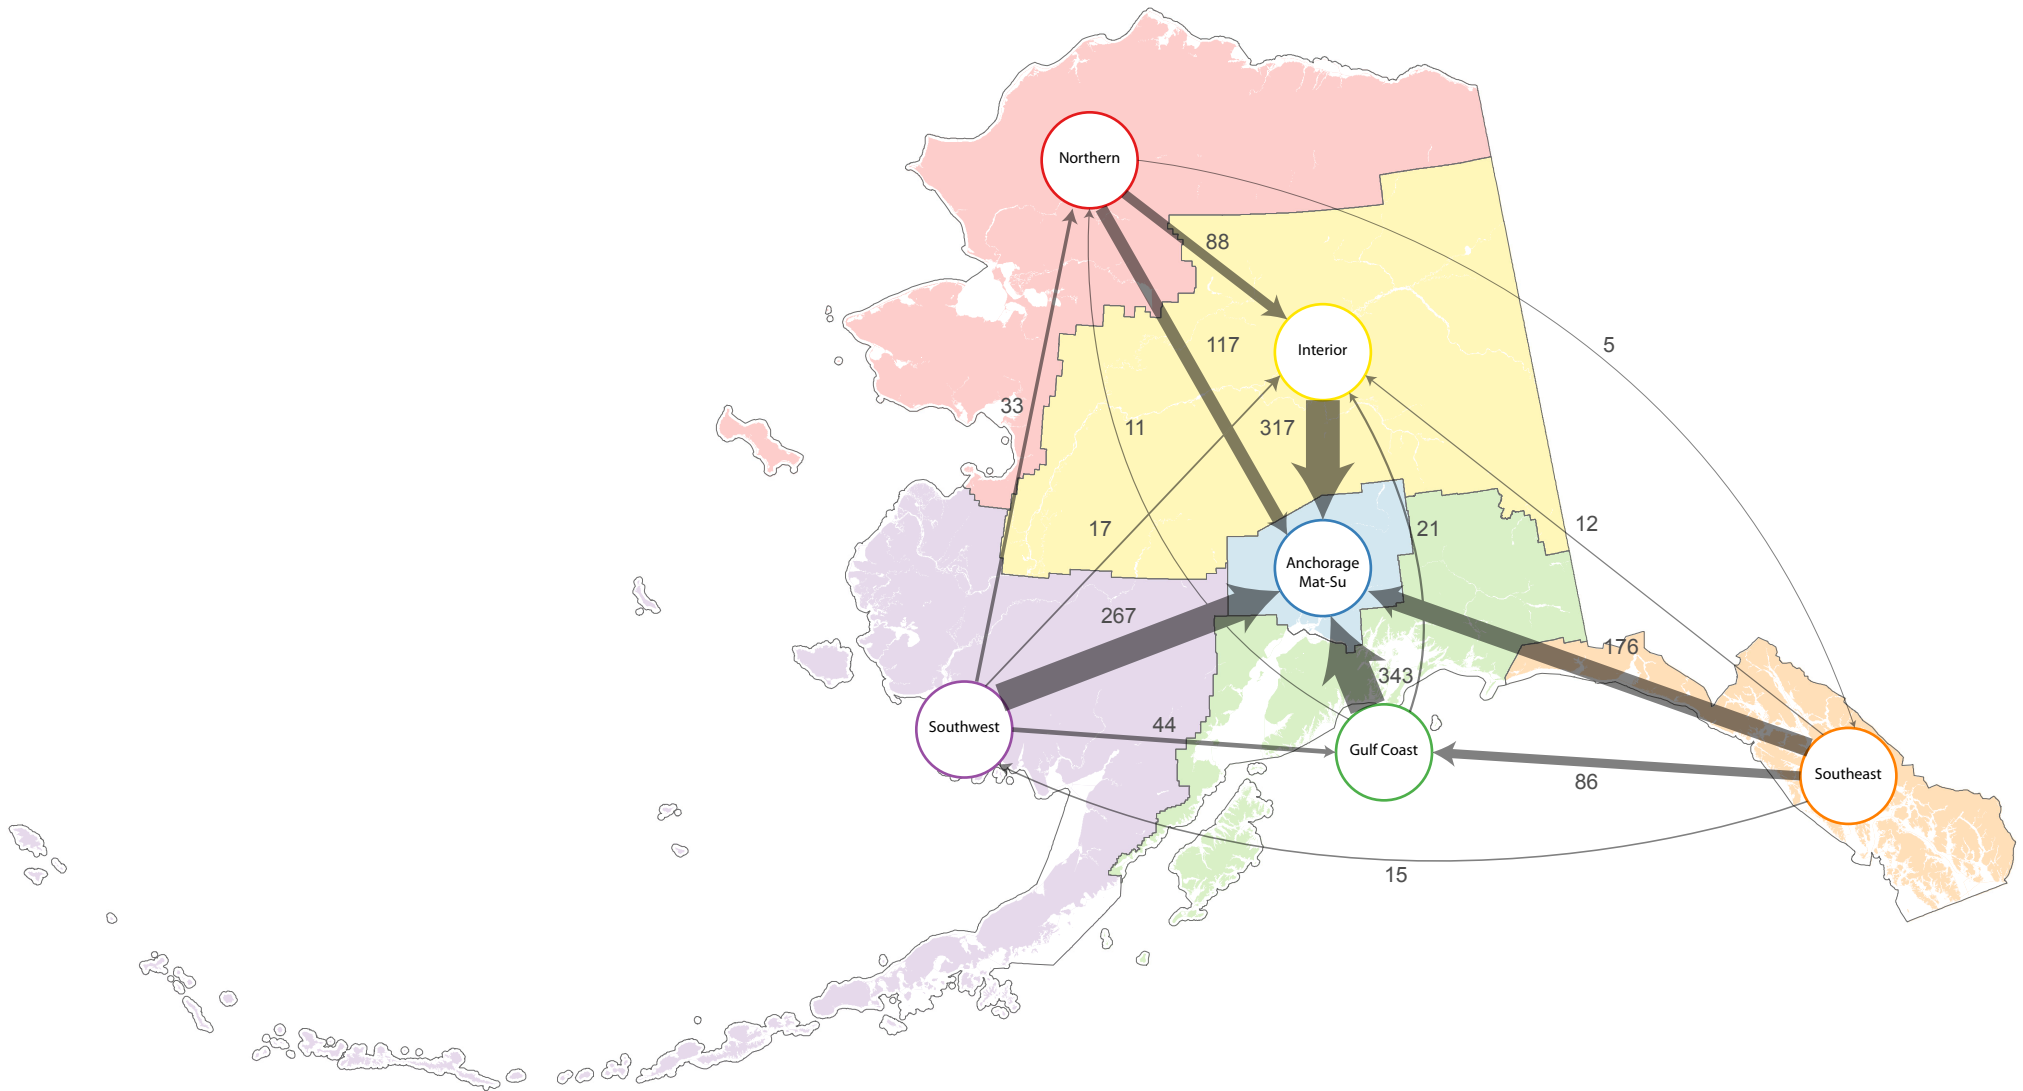 Northern
88
5
117
Interior
33
11
317
17
21
12
Anchorage
Mat-Su
267
176
343
Southwest
44
Gulf Coast
86
Southeast
15